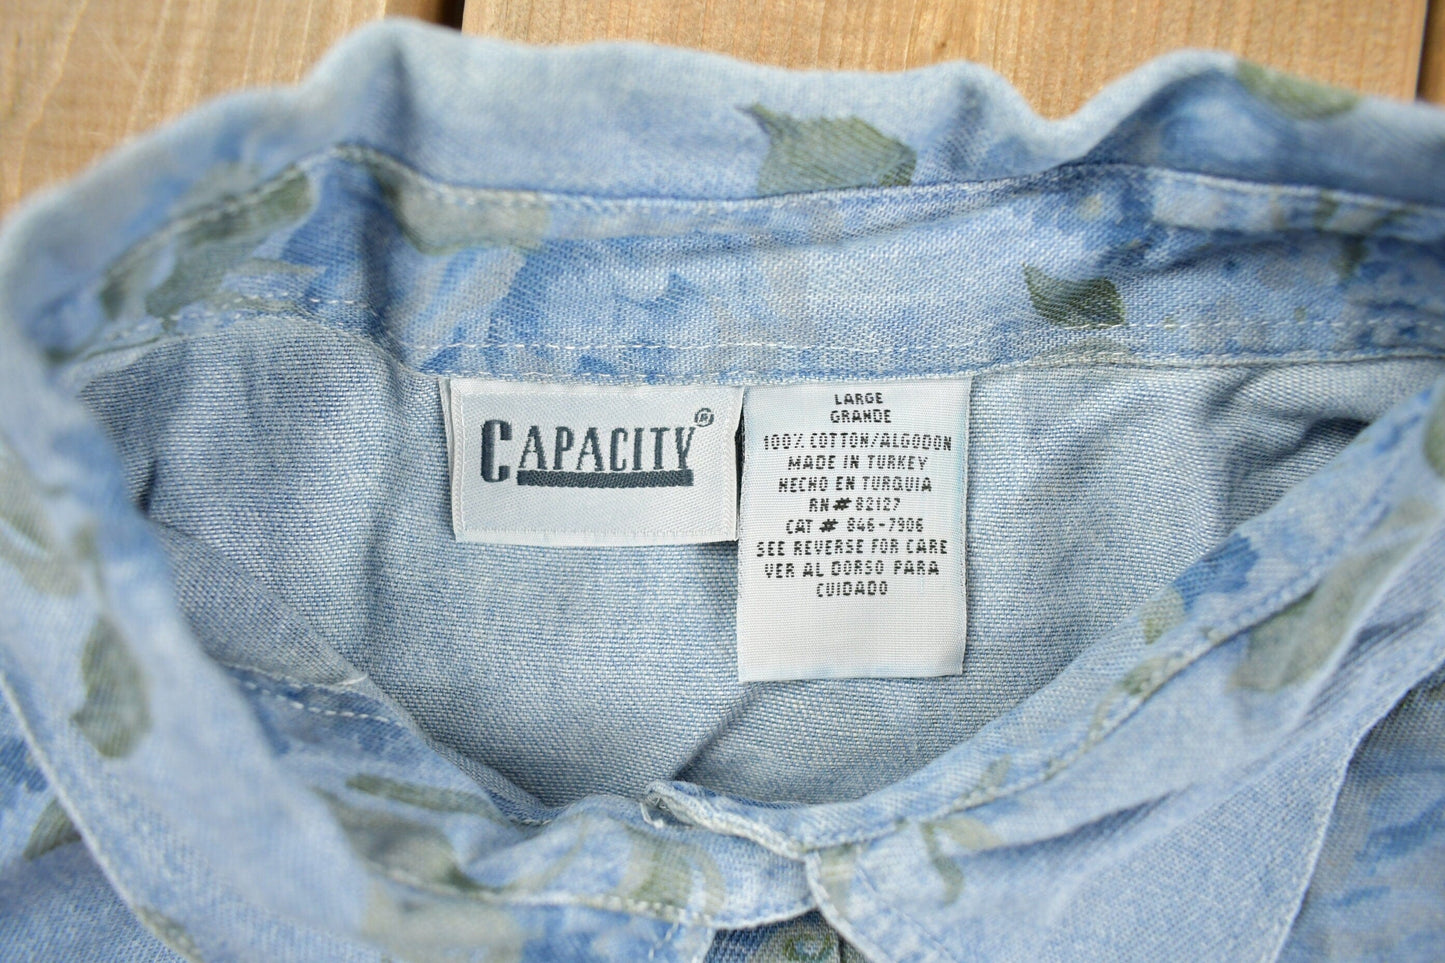 CAPACITY®
LARGE
GRANDE
100% COTTON/ALGODON
MADE IN TURKEY
HECHO EN TURQUIA
RN# 82127
CAT # 846-7906
SEE REVERSE FOR CARE
VER AL DORSO PARA
CUIDADO